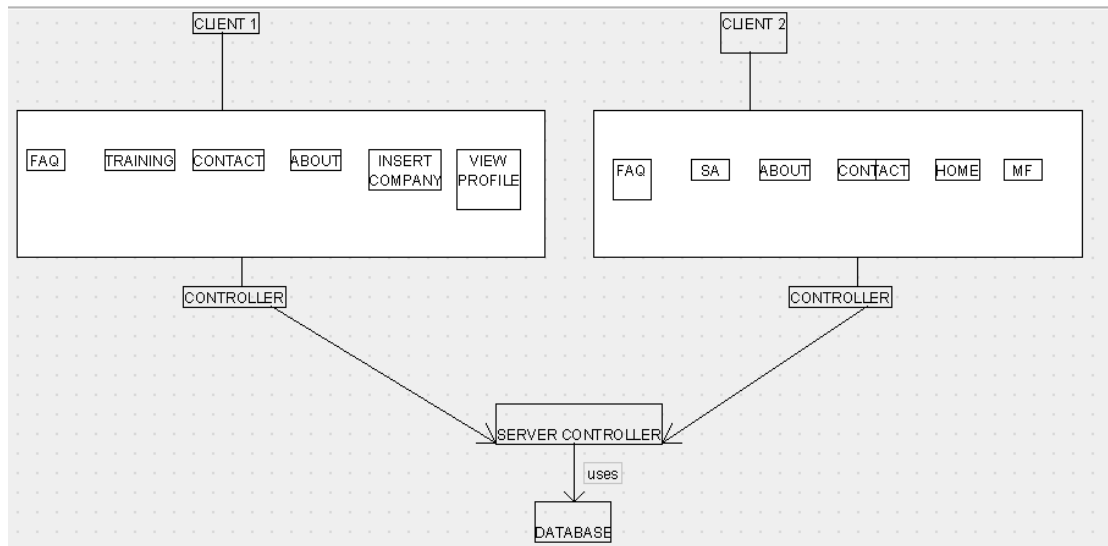 CLIENT 1
CLIENT 2
FAQ
TRAINING
CONTACT
ABOUT
INSERT
COMPANY
VIEW
PROFILE
FAQ
SA
ABOUT
CONTACT
HOME
MF
CONTROLLER
CONTROLLER
SERVER CONTROLLER
uses
DATABASE